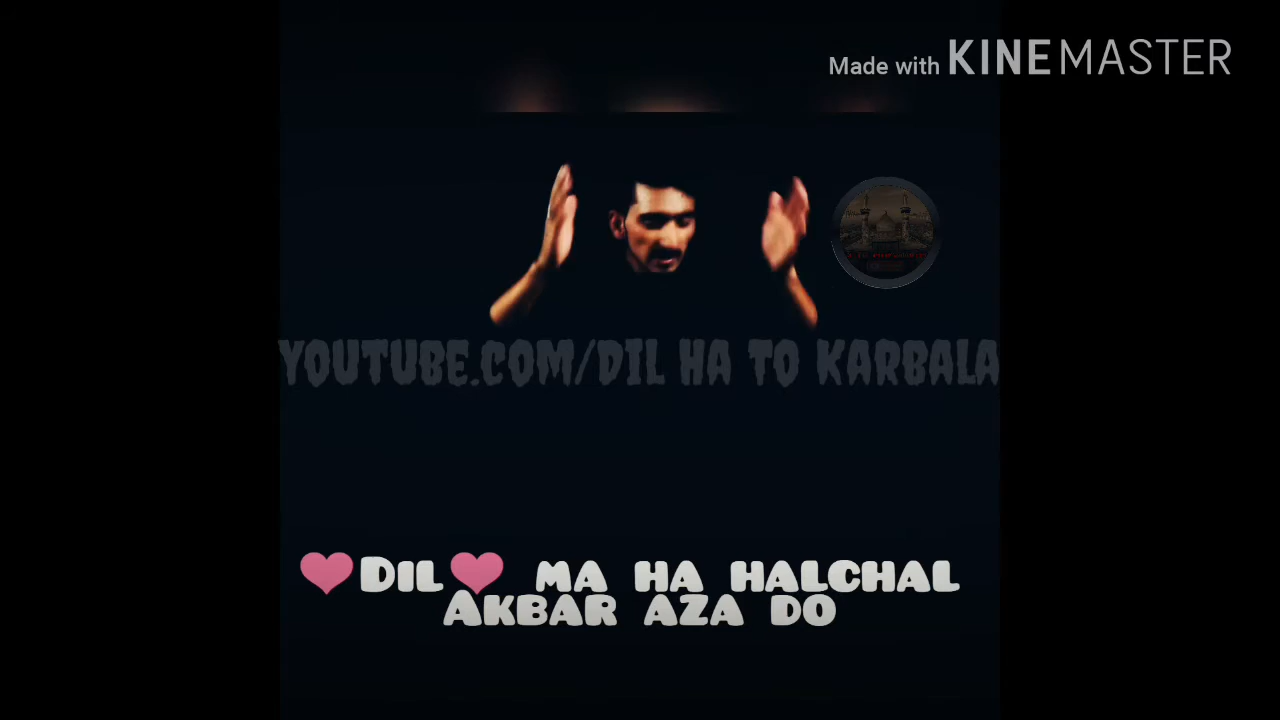 Made with KINEMASTER
YOUTUBE.COM/DIL HA TO KARBALA
❤DIL❤ MA HA HALCHAL
AKBAR AZA DO